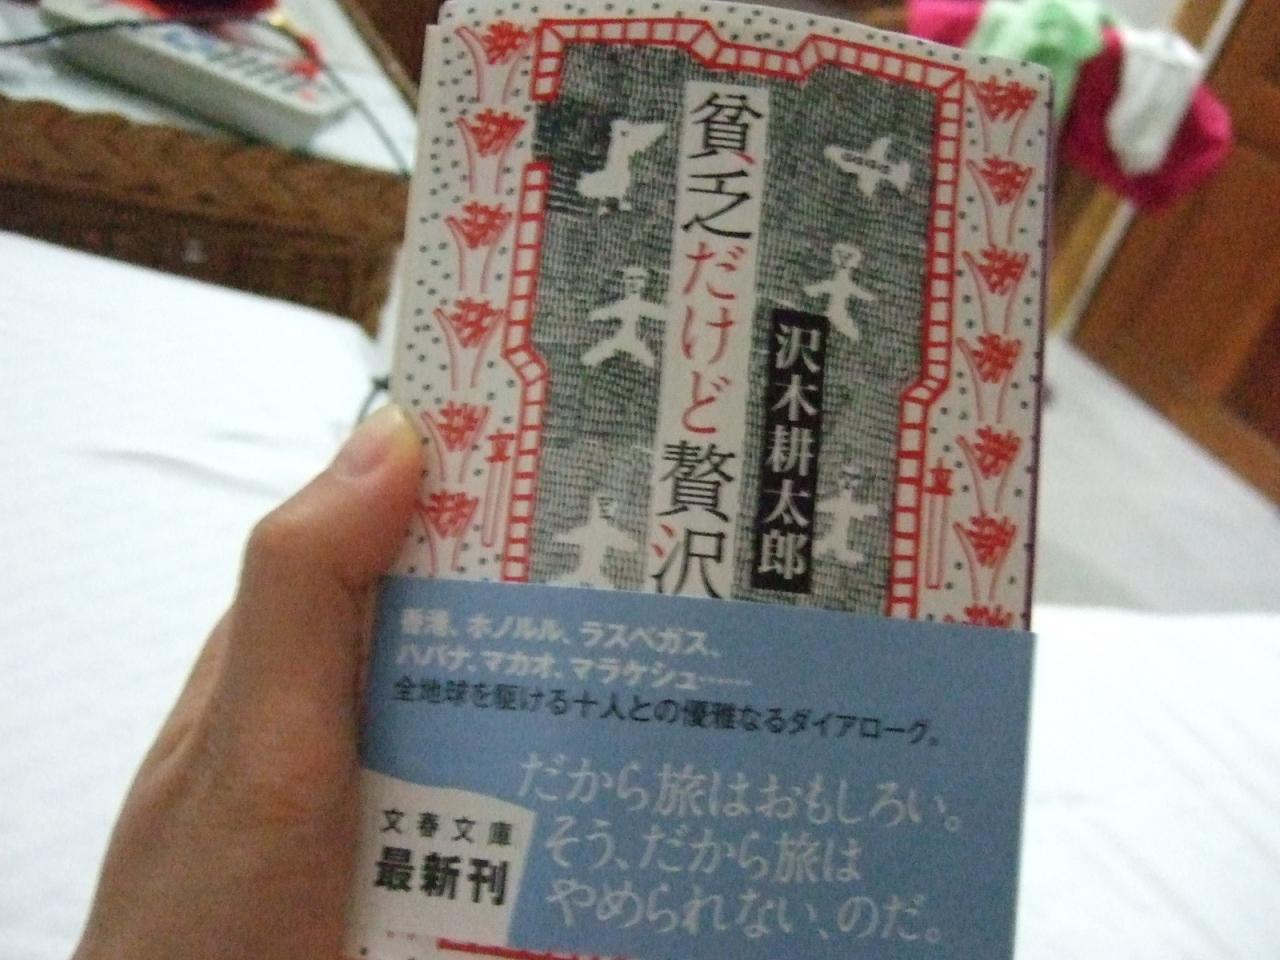 貧乏だけど贅沢
沢木耕太郎
香港、ホノルル、ラスベガス、
ハバナ、マカオ、マラケシュ……
全地球を駆ける十人との優雅なるダイアローグ。
だから旅はおもしろい。
そう、だから旅は
やめられない、のだ。
文春文庫
最新刊